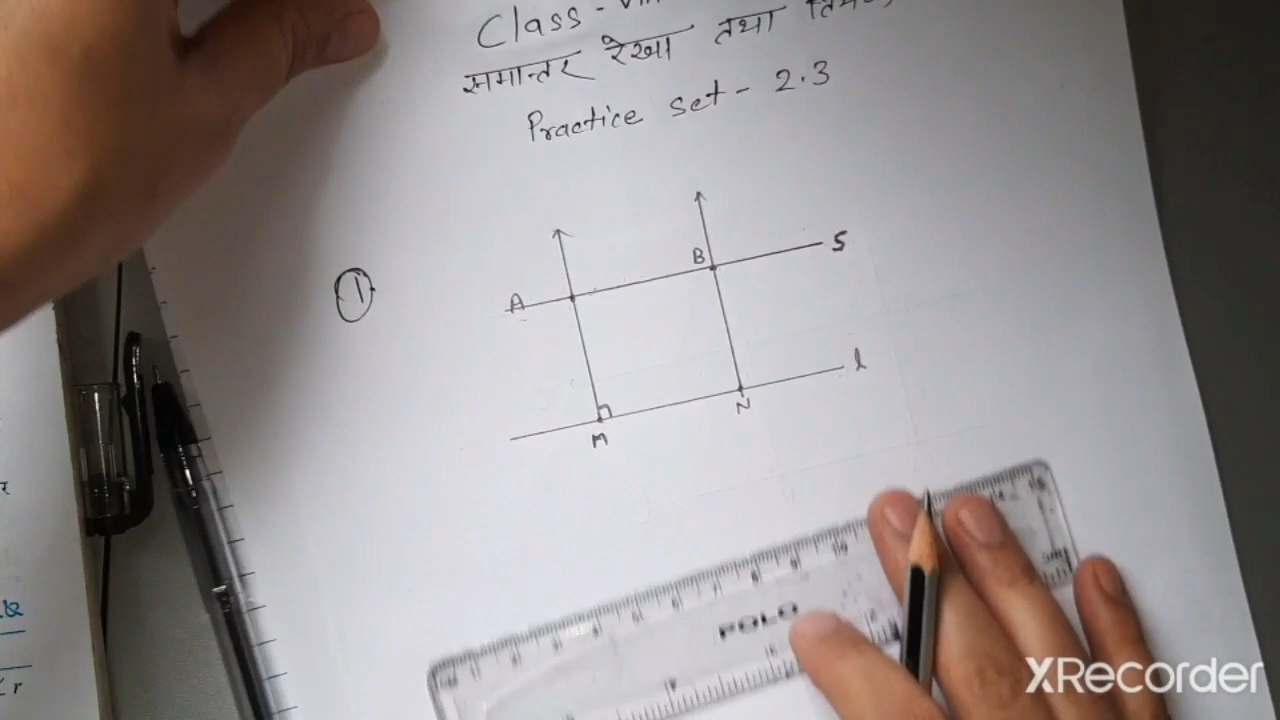 Class -
समान्तर रेखा तथा
Practice set - 2.3
1
B
S
A
l
N
M
POLO
XRecorder